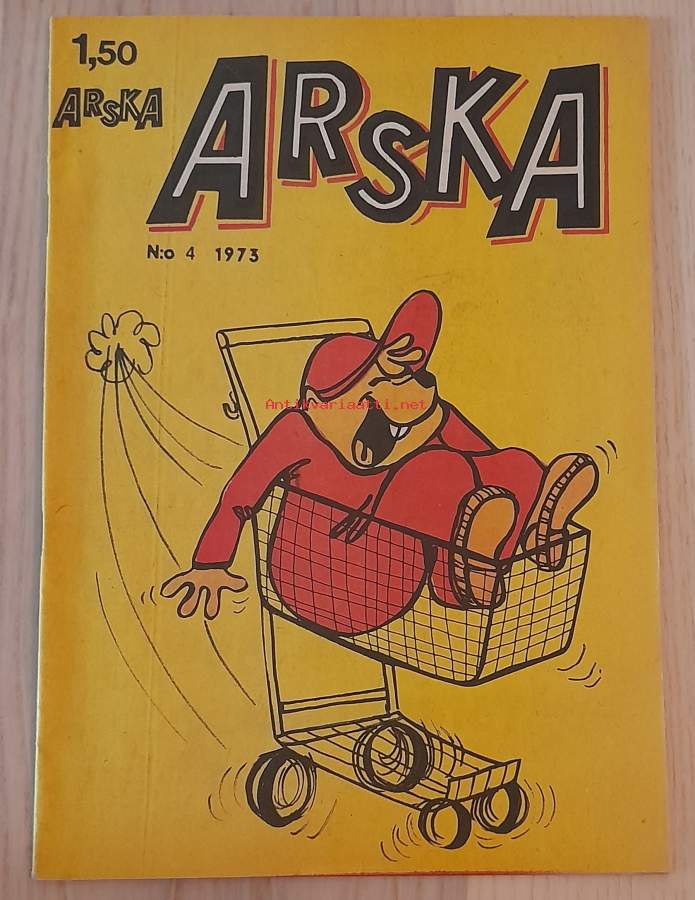 1,50
ARSKA
ARSKA
N:o 4 1973
Antikvariaatti.net